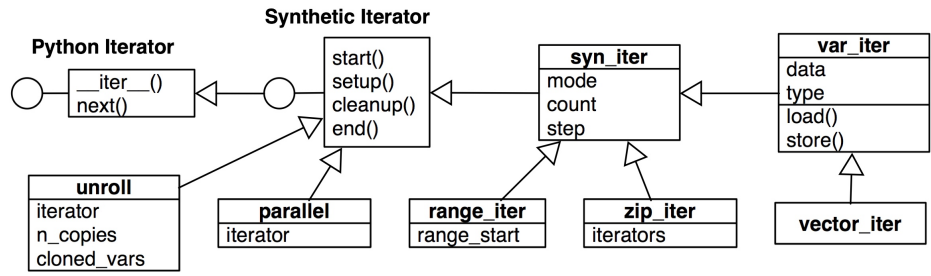 Synthetic Iterator
Python Iterator
__iter__()
next()
start()
setup()
cleanup()
end()
syn_iter
mode
count
step
var_iter
data
type
load()
store()
unroll
iterator
n_copies
cloned_vars
parallel
iterator
range_iter
range_start
zip_iter
iterators
vector_iter